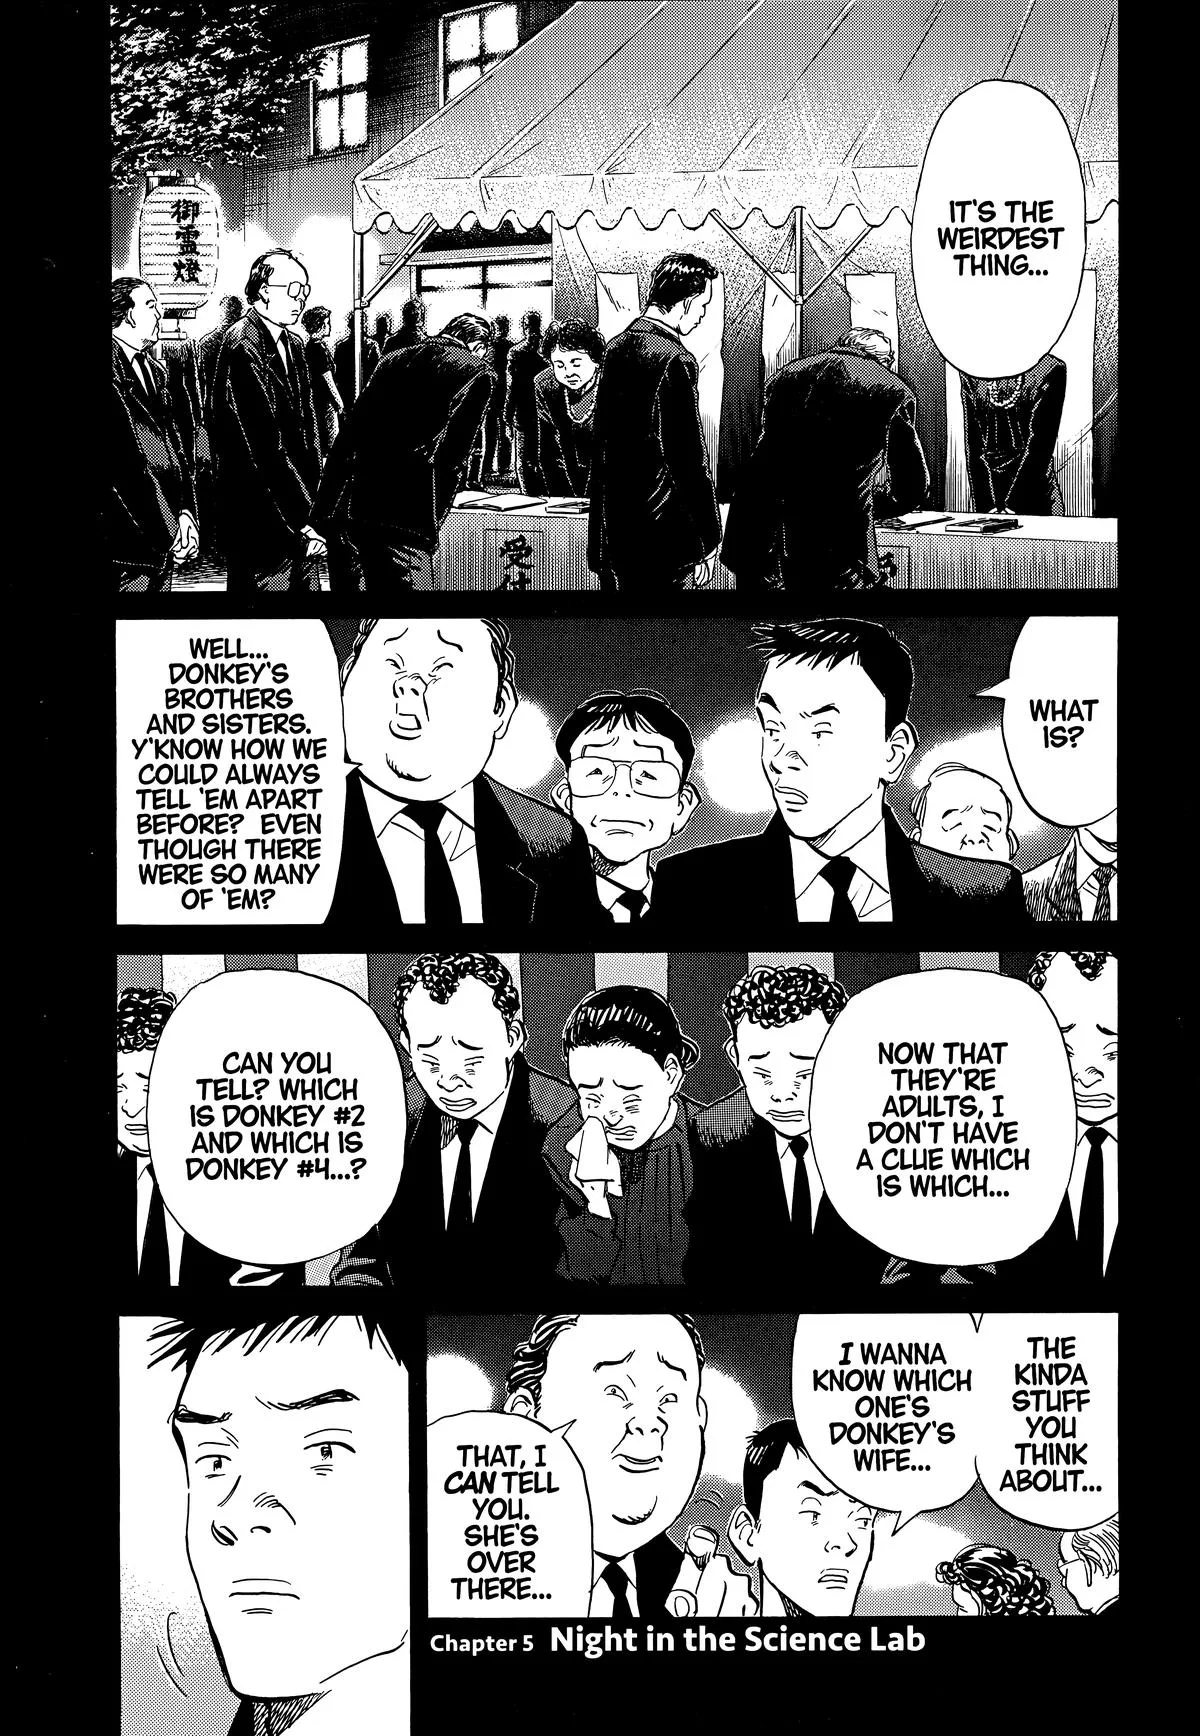 IT'S THE
WEIRDEST
THING...
御霊燈
受付
WHAT
IS?
WELL...
DONKEY'S
BROTHERS
AND SISTERS.
Y'KNOW HOW WE
COULD ALWAYS
TELL 'EM APART
BEFORE? EVEN
THOUGH THERE
WERE SO MANY
OF 'EM?
NOW THAT
THEY'RE
ADULTS, I
DON'T HAVE
A CLUE WHICH
IS WHICH...
CAN YOU
TELL? WHICH
IS DONKEY #2
AND WHICH IS
DONKEY #4...?
THE
KINDA
STUFF
YOU
THINK
ABOUT...
I WANNA
KNOW WHICH
ONE'S
DONKEY'S
WIFE...
THAT, I
CAN TELL
YOU.
SHE'S
OVER
THERE...
Chapter 5 Night in the Science Lab